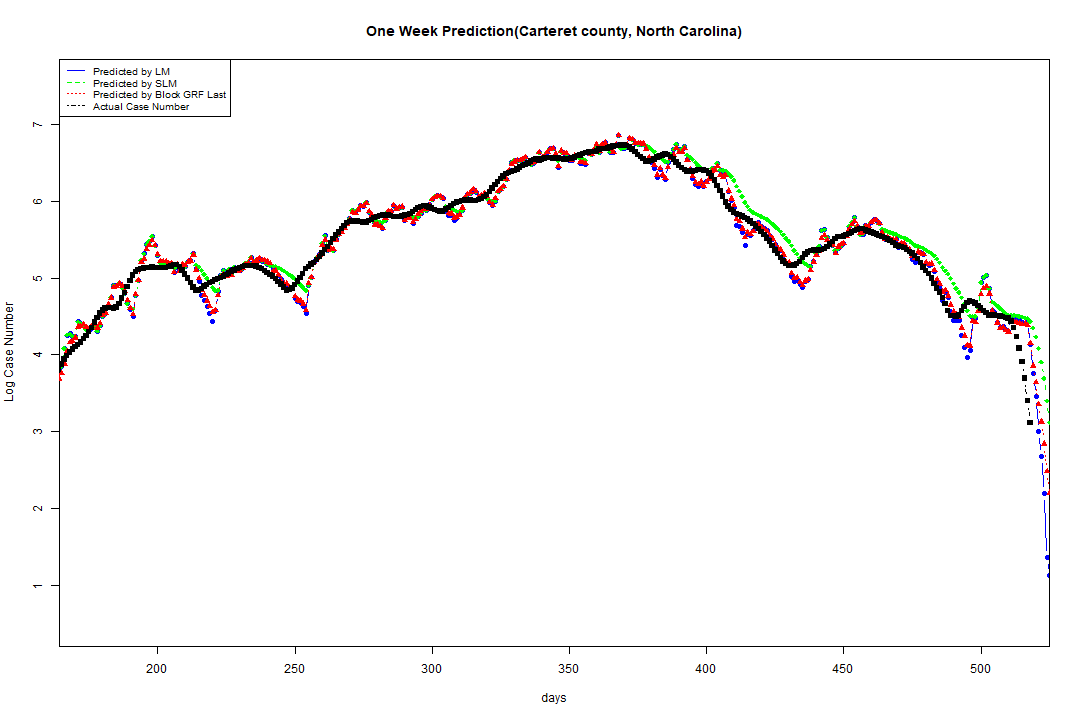 One Week Prediction(Carteret county, North Carolina)
Predicted by LM
Predicted by SLM
Predicted by Block GRF Last
Actual Case Number
Log Case Number
7
6
5
4
3
2
1
200 250 300 350 400 450 500
days